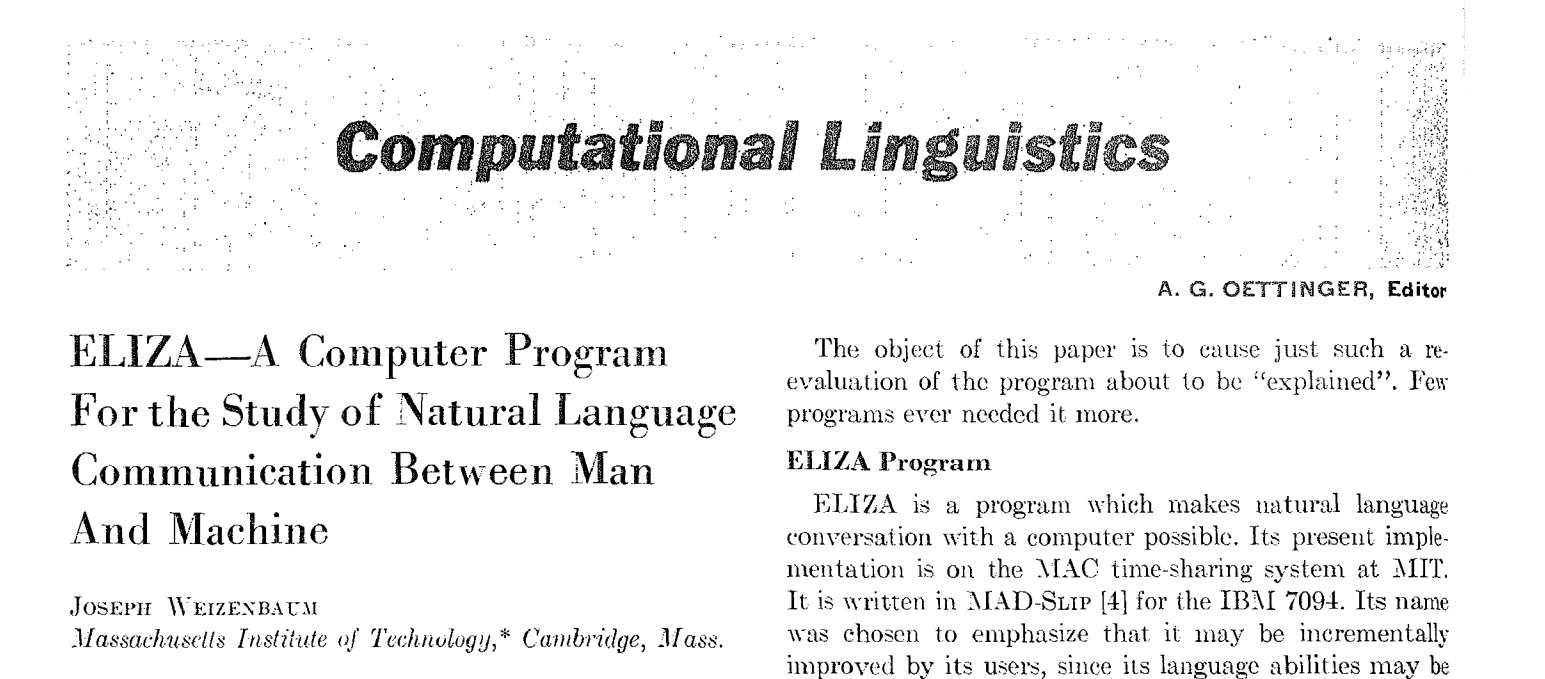 Computational Linguistics
A. G. OETTINGER, Editor
ELIZA—A Computer Program
For the Study of Natural Language
Communication Between Man
And Machine
JOSEPH WEIZENBAUM
Massachusetts Institute of Technology,* Cambridge, Mass.
The object of this paper is to cause just such a re-
evaluation of the program about to be "explained". Few
programs ever needed it more.
ELIZA Program
ELIZA is a program which makes natural language
conversation with a computer possible. Its present imple-
mentation is on the MAC time-sharing system at MIT.
It is written in MAD-SLIP [4] for the IBM 7094. Its name
was chosen to emphasize that it may be incrementally
improved by its users, since its language abilities may be